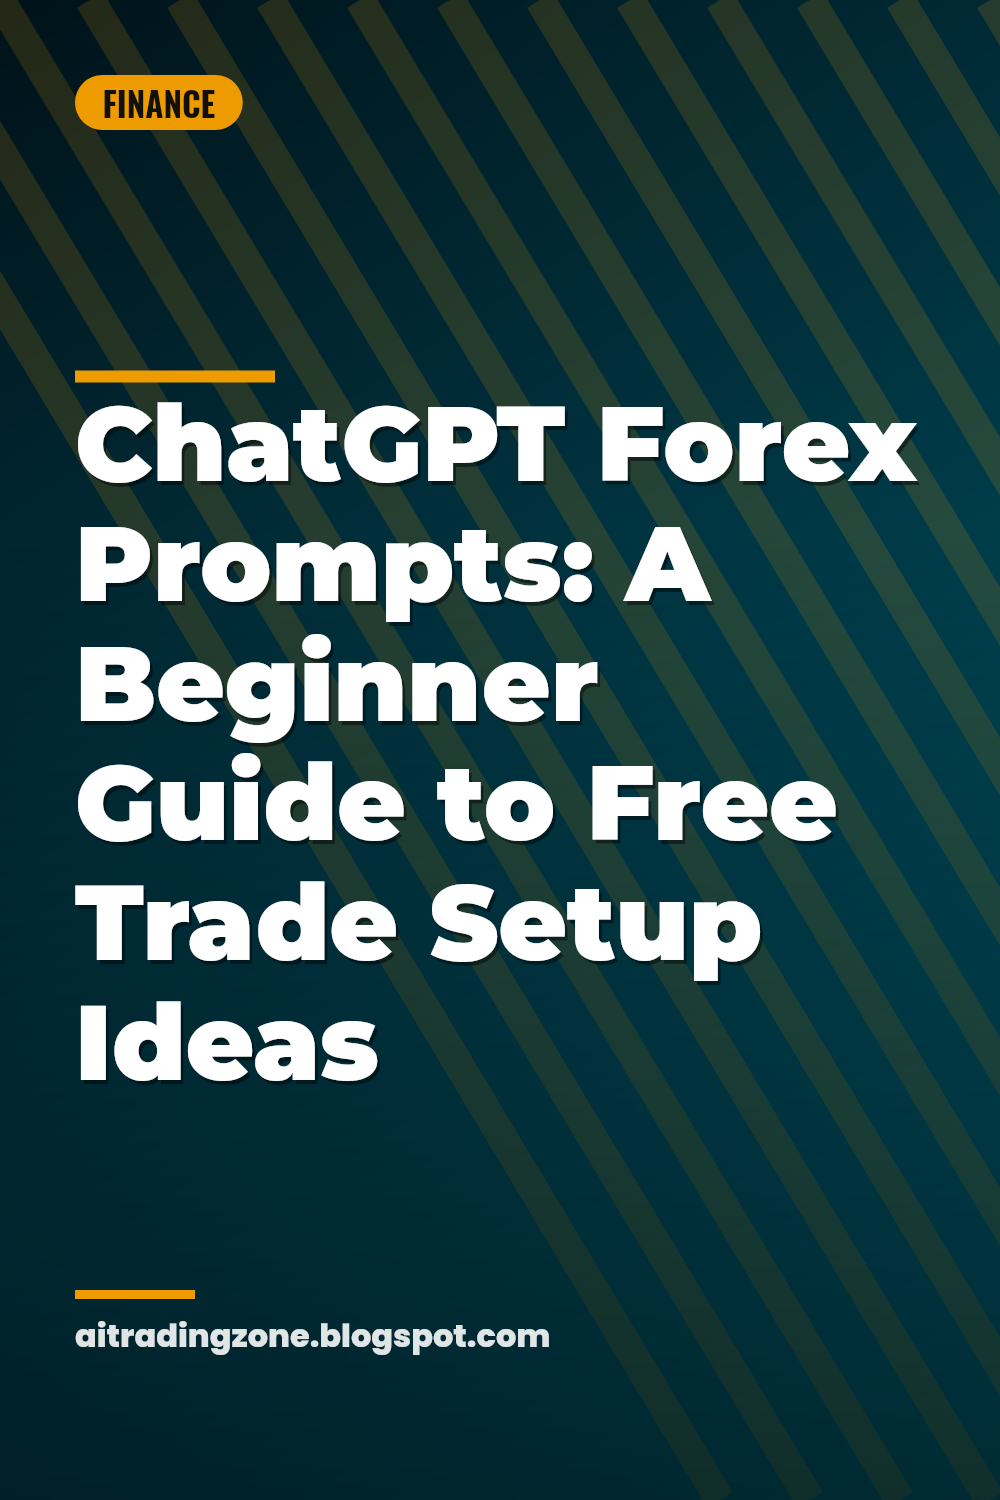 FINANCE
ChatGPT Forex
Prompts: A
Beginner
Guide to Free
Trade Setup
Ideas
aitradingzone.blogspot.com